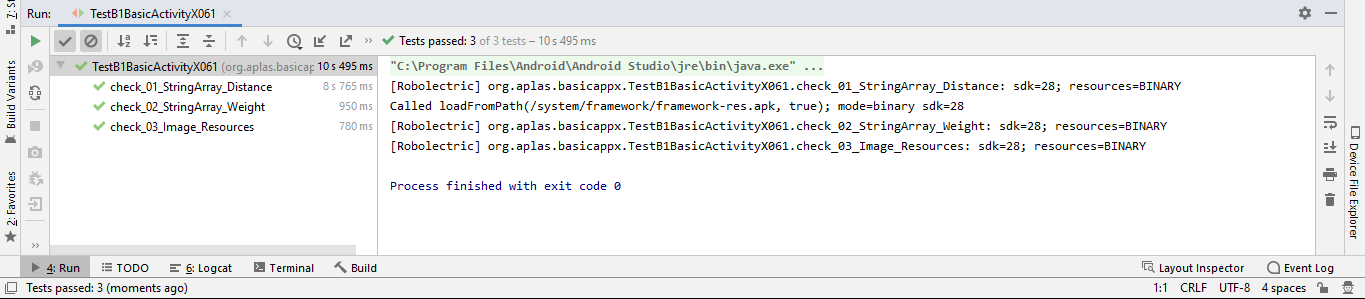 Run: TestB1BasicActivityX061
Tests passed: 3 of 3 tests – 10 s 495 ms
TestB1BasicActivityX061 (org.aplas.basicap 10 s 495 ms
check_01_StringArray_Distance 8 s 765 ms
check_02_StringArray_Weight 950 ms
check_03_Image_Resources 780 ms
"C:\Program Files\Android\Android Studio\jre\bin\java.exe" ...
[Robolectric] org.aplas.basicappx.TestB1BasicActivityX061.check_01_StringArray_Distance: sdk=28; resources=BINARY
Called loadFromPath(/system/framework/framework-res.apk, true); mode=binary sdk=28
[Robolectric] org.aplas.basicappx.TestB1BasicActivityX061.check_02_StringArray_Weight: sdk=28; resources=BINARY
[Robolectric] org.aplas.basicappx.TestB1BasicActivityX061.check_03_Image_Resources: sdk=28; resources=BINARY
Process finished with exit code 0
Build Variants
2: Favorites
Device File Explorer
4: Run TODO 6: Logcat Terminal Build Layout Inspector Event Log
Tests passed: 3 (moments ago) 1:1 CRLF UTF-8 4 spaces